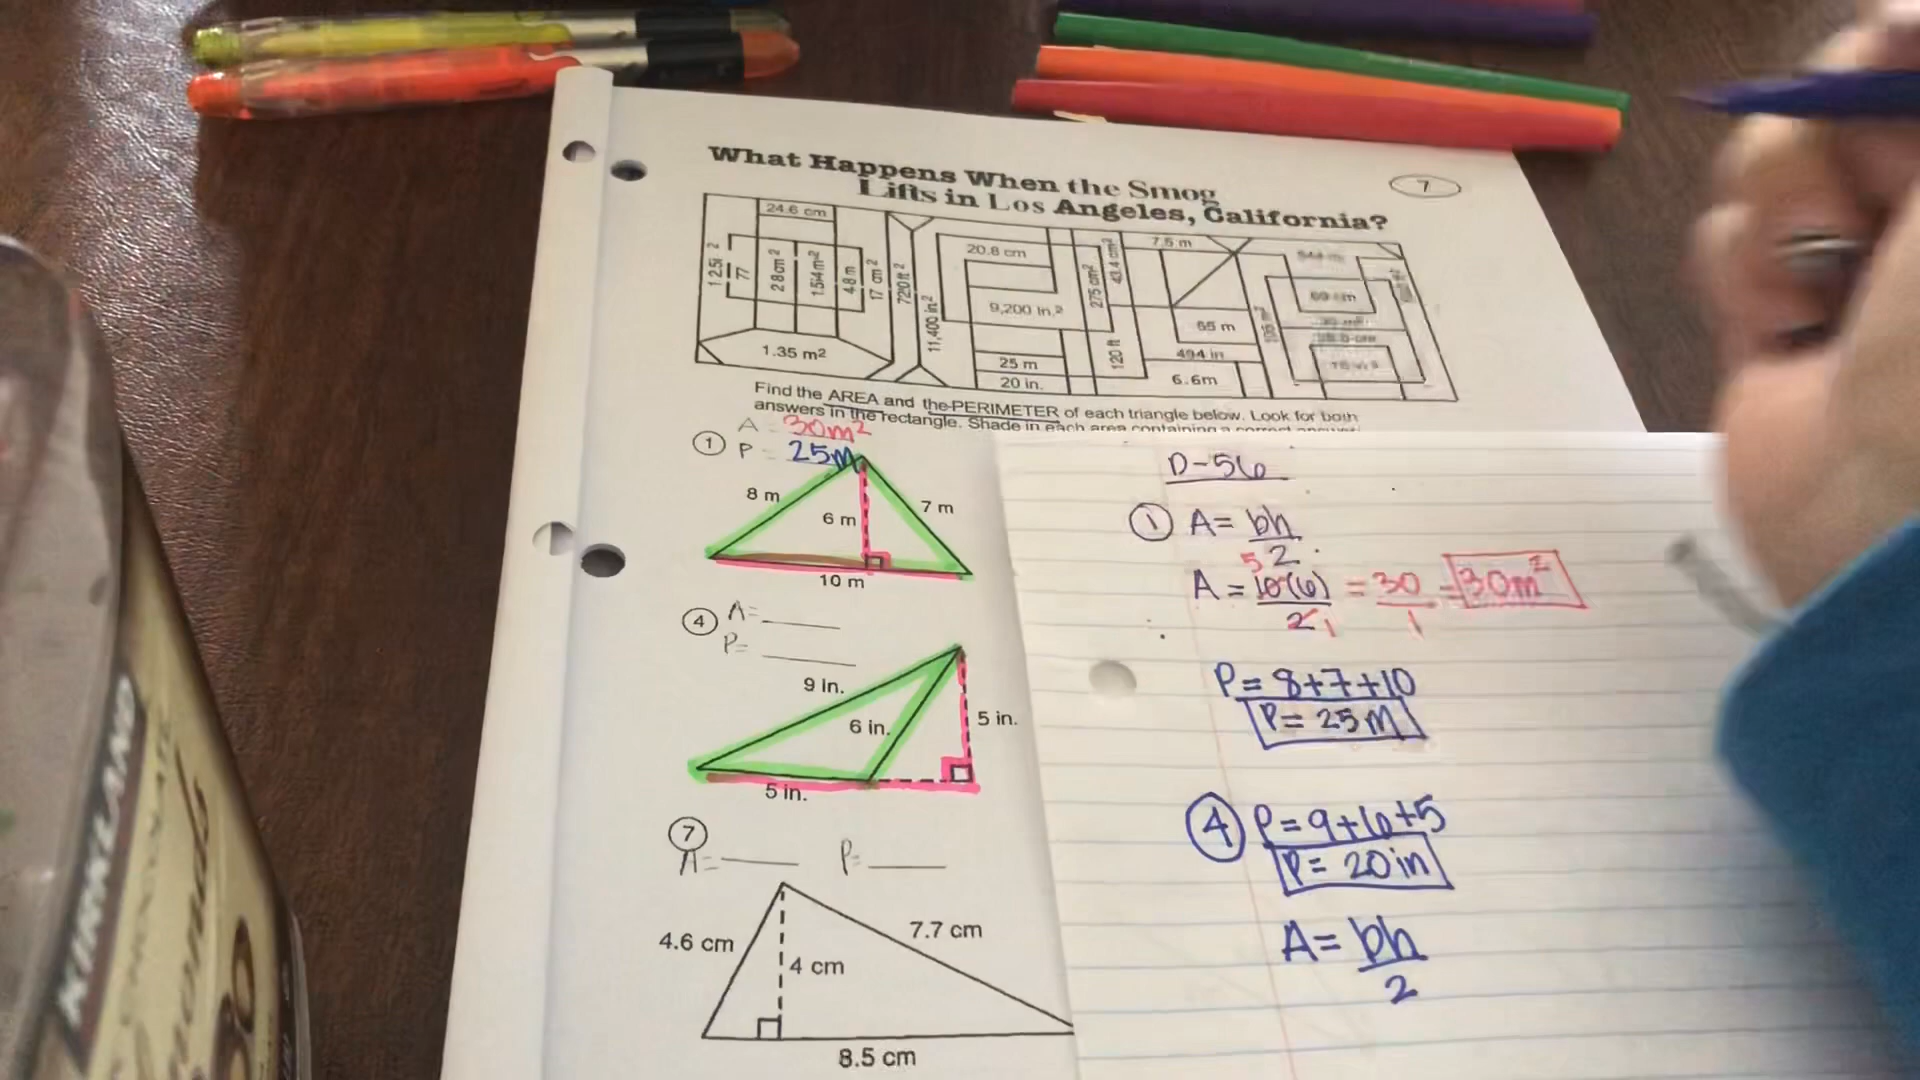 What Happens When the Smog
Lifts in Los Angeles, California?
7
24.6 cm
77
2.8 cm²
4.8 m
17 cm²
720 ft²
1.35 m²
11,400 in²
20.8 cm
9,200 in.²
25 m
20 in.
275 cm²
43.4 cm²
120 ft
7.5 m
65 m
494 in
6.6m
Find the AREA and the PERIMETER of each triangle below. Look for both
answers in the rectangle. Shade in each area containing a correct answer.
1
A = 30m²
P = 25m
8 m
6 m
7 m
10 m
4
A=
P=
9 in.
6 in.
5 in.
5 in.
7
A=
P=
4.6 cm
4 cm
7.7 cm
8.5 cm
D-56
1 A= bh
2
5
A = 10(6) = 30 = 30m²
2 1 1
P= 8+7+10
P= 25m
4 P=9+6+5
P= 20in
A= bh
2
KIRKLAND